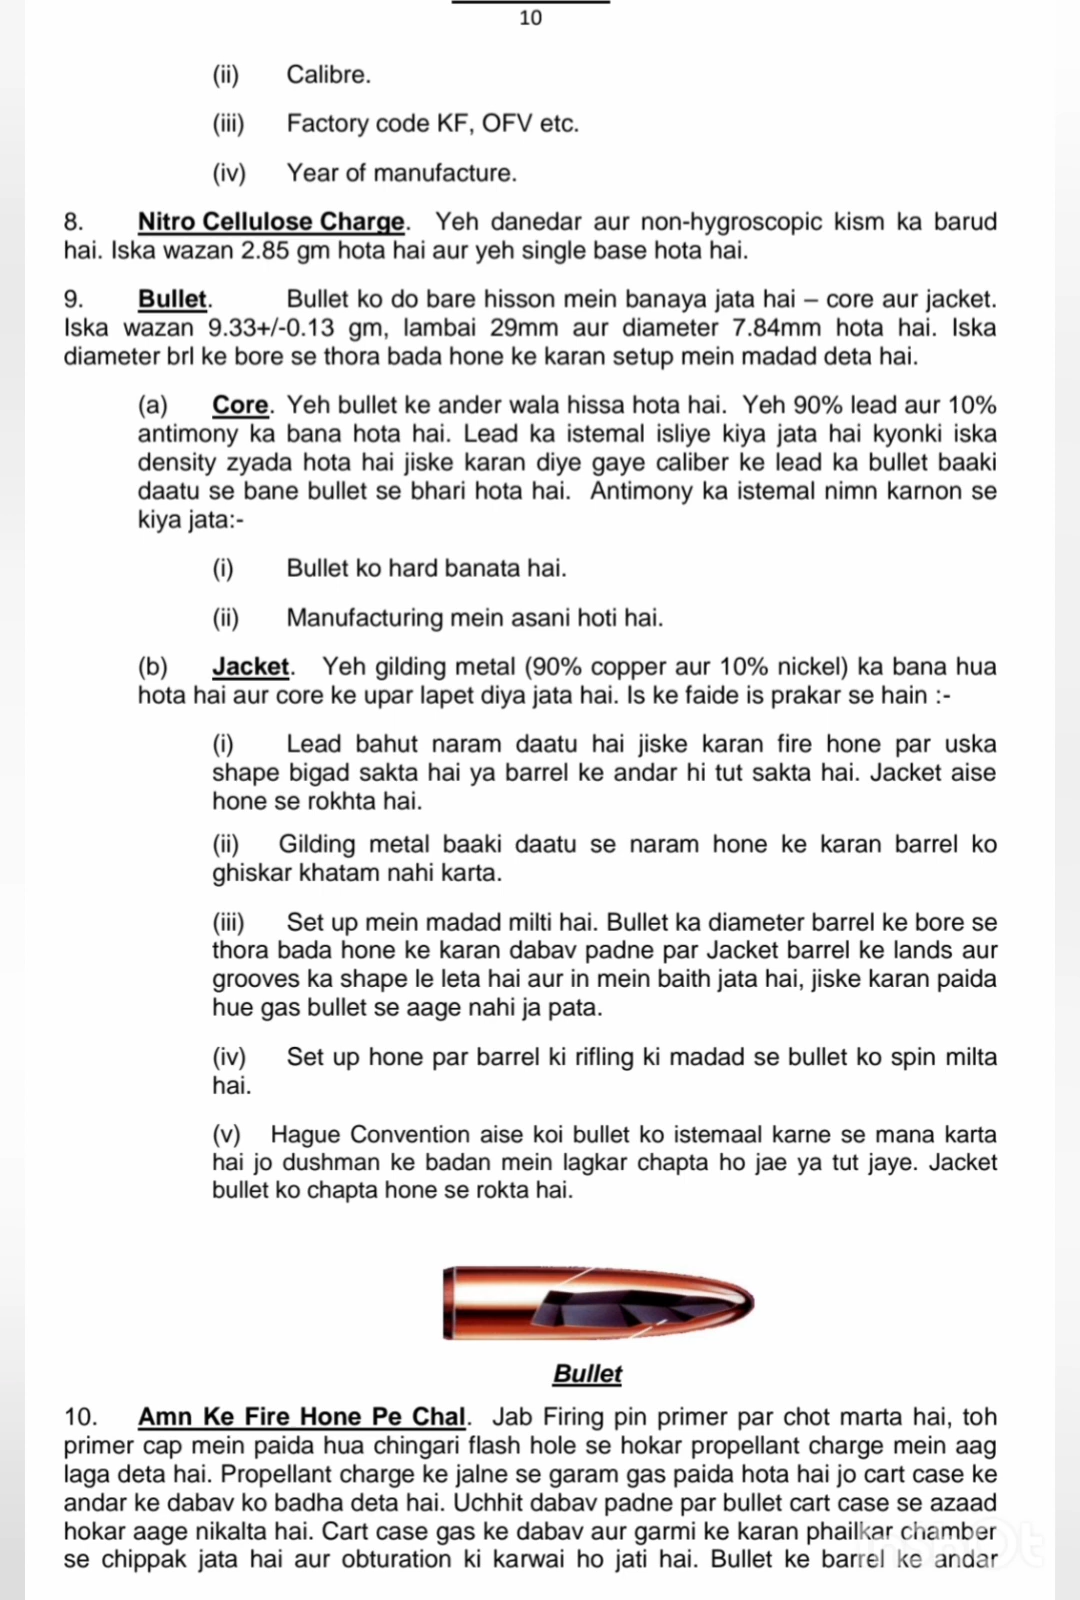 10
(ii) Calibre.
(iii) Factory code KF, OFV etc.
(iv) Year of manufacture.
8. Nitro Cellulose Charge. Yeh danedar aur non-hygroscopic kism ka barud
hai. Iska wazan 2.85 gm hota hai aur yeh single base hota hai.
9. Bullet. Bullet ko do bare hisson mein banaya jata hai – core aur jacket.
Iska wazan 9.33+/-0.13 gm, lambai 29mm aur diameter 7.84mm hota hai. Iska
diameter brl ke bore se thora bada hone ke karan setup mein madad deta hai.
(a) Core. Yeh bullet ke ander wala hissa hota hai. Yeh 90% lead aur 10%
antimony ka bana hota hai. Lead ka istemal isliye kiya jata hai kyonki iska
density zyada hota hai jiske karan diye gaye caliber ke lead ka bullet baaki
daatu se bane bullet se bhari hota hai. Antimony ka istemal nimn karnon se
kiya jata:-
(i) Bullet ko hard banata hai.
(ii) Manufacturing mein asani hoti hai.
(b) Jacket. Yeh gilding metal (90% copper aur 10% nickel) ka bana hua
hota hai aur core ke upar lapet diya jata hai. Is ke faide is prakar se hain :-
(i) Lead bahut naram daatu hai jiske karan fire hone par uska
shape bigad sakta hai ya barrel ke andar hi tut sakta hai. Jacket aise
hone se rokhta hai.
(ii) Gilding metal baaki daatu se naram hone ke karan barrel ko
ghiskar khatam nahi karta.
(iii) Set up mein madad milti hai. Bullet ka diameter barrel ke bore se
thora bada hone ke karan dabav padne par Jacket barrel ke lands aur
grooves ka shape le leta hai aur in mein baith jata hai, jiske karan paida
hue gas bullet se aage nahi ja pata.
(iv) Set up hone par barrel ki rifling ki madad se bullet ko spin milta
hai.
(v) Hague Convention aise koi bullet ko istemaal karne se mana karta
hai jo dushman ke badan mein lagkar chapta ho jae ya tut jaye. Jacket
bullet ko chapta hone se rokta hai.
Bullet
10. Amn Ke Fire Hone Pe Chal. Jab Firing pin primer par chot marta hai, toh
primer cap mein paida hua chingari flash hole se hokar propellant charge mein aag
laga deta hai. Propellant charge ke jalne se garam gas paida hota hai jo cart case ke
andar ke dabav ko badha deta hai. Uchhit dabav padne par bullet cart case se azaad
hokar aage nikalta hai. Cart case gas ke dabav aur garmi ke karan phailkar chamber
se chippak jata hai aur obturation ki karwai ho jati hai. Bullet ke barrel ke andar
InShOt